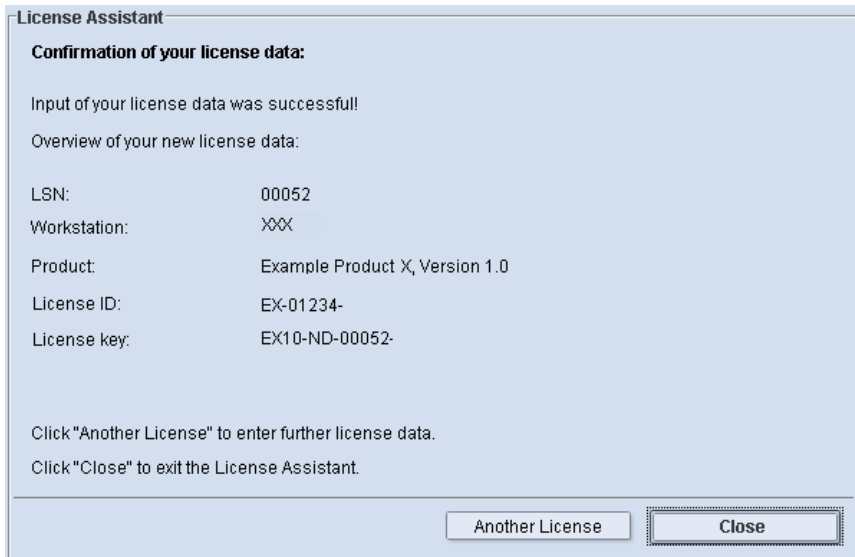 License Assistant
Confirmation of your license data:
Input of your license data was successful!
Overview of your new license data:
LSN: 00052
Workstation: XXX
Product: Example Product X, Version 1.0
License ID: EX-01234-
License key: EX10-ND-00052-
Click "Another License" to enter further license data.
Click "Close" to exit the License Assistant.
Another License Close